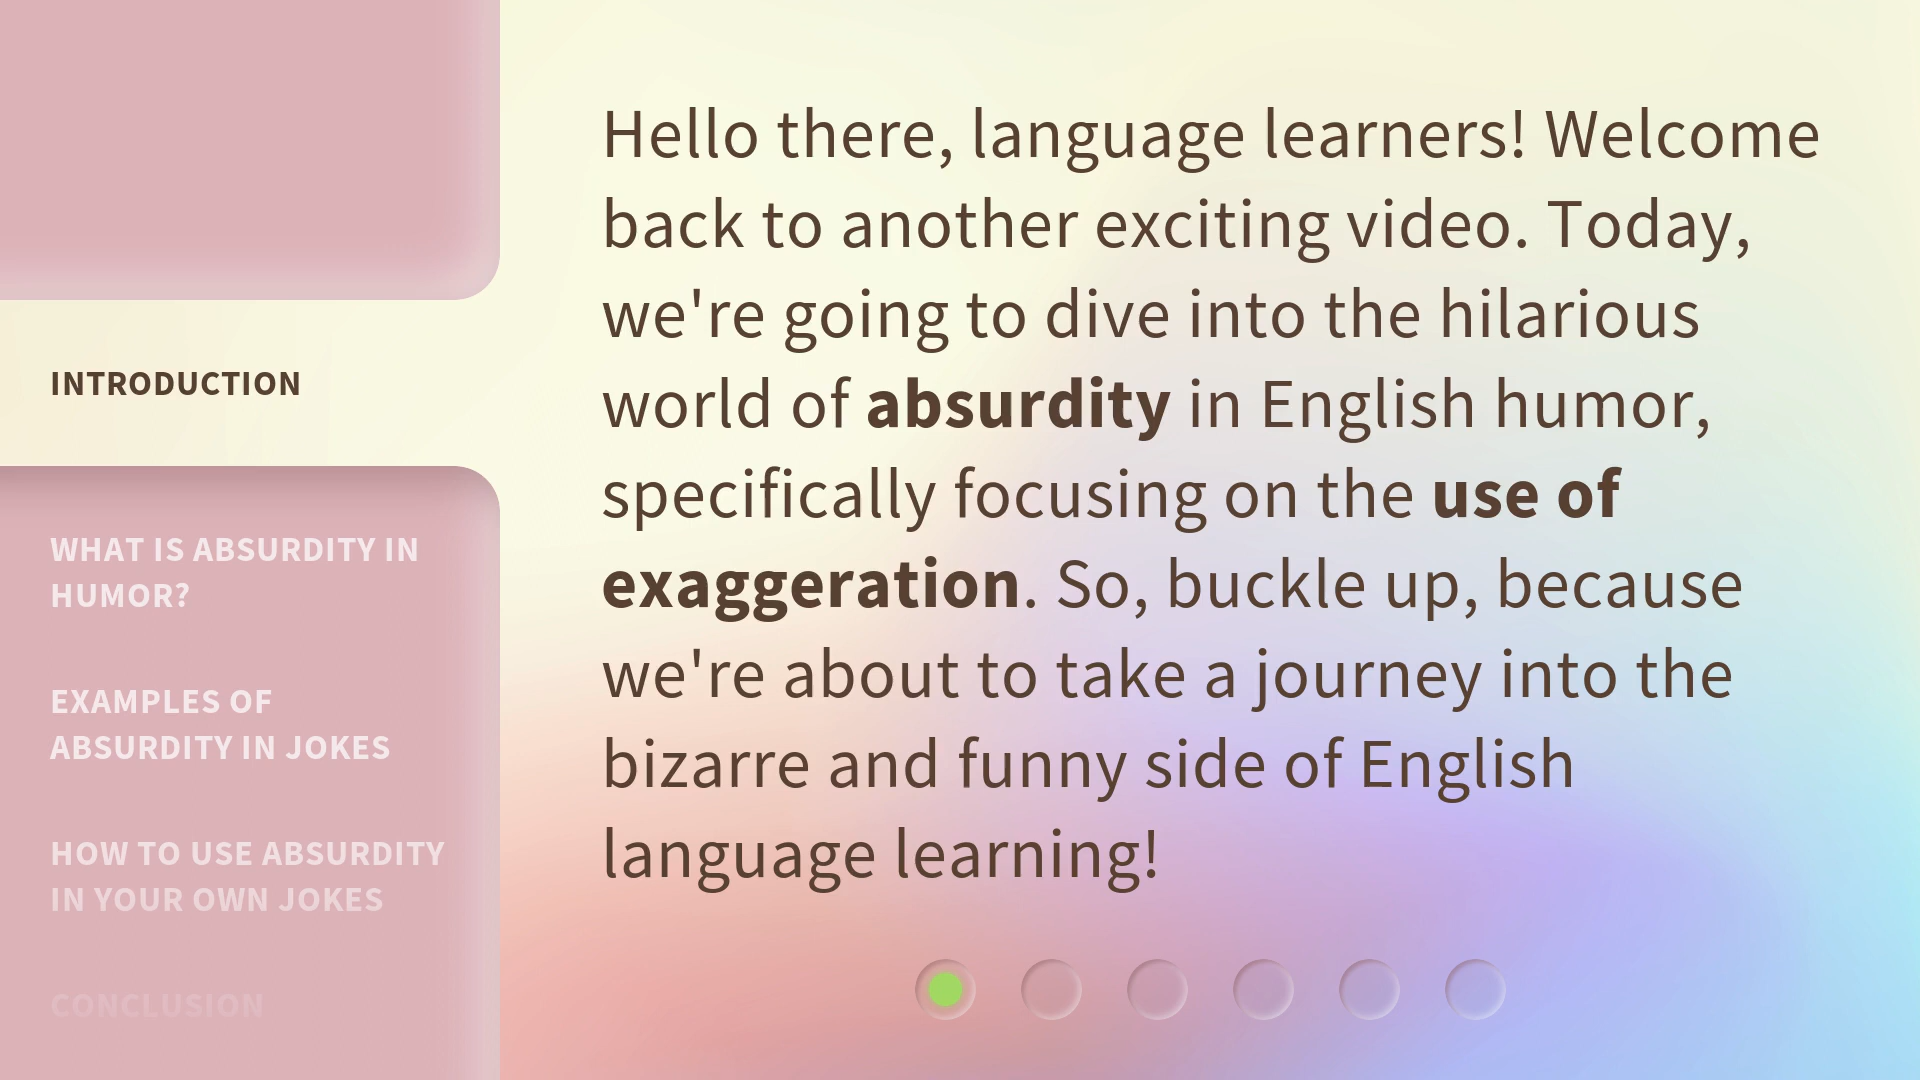 INTRODUCTION
WHAT IS ABSURDITY IN
HUMOR?
EXAMPLES OF
ABSURDITY IN JOKES
HOW TO USE ABSURDITY
IN YOUR OWN JOKES
CONCLUSION
Hello there, language learners! Welcome
back to another exciting video. Today,
we're going to dive into the hilarious
world of absurdity in English humor,
specifically focusing on the use of
exaggeration. So, buckle up, because
we're about to take a journey into the
bizarre and funny side of English
language learning!